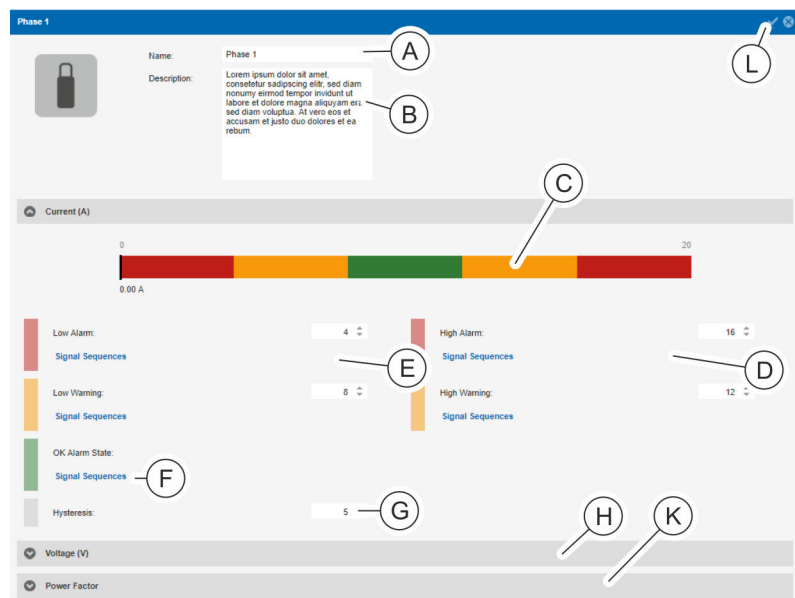 Phase 1
L
Name: Phase 1
A
Description: Lorem ipsum dolor sit amet,
consetetur sadipscing elitr, sed diam
nonumy eirmod tempor invidunt ut
labore et dolore magna aliquyam era
sed diam voluptua. At vero eos et
accusam et justo duo dolores et ea
rebum.
B
C
Current (A)
0 20
0.00 A
Low Alarm: 4 High Alarm: 16
Signal Sequences Signal Sequences
E D
Low Warning: 8 High Warning: 12
Signal Sequences Signal Sequences
OK Alarm State:
Signal Sequences
F
Hysteresis: 5
G H K
Voltage (V)
Power Factor